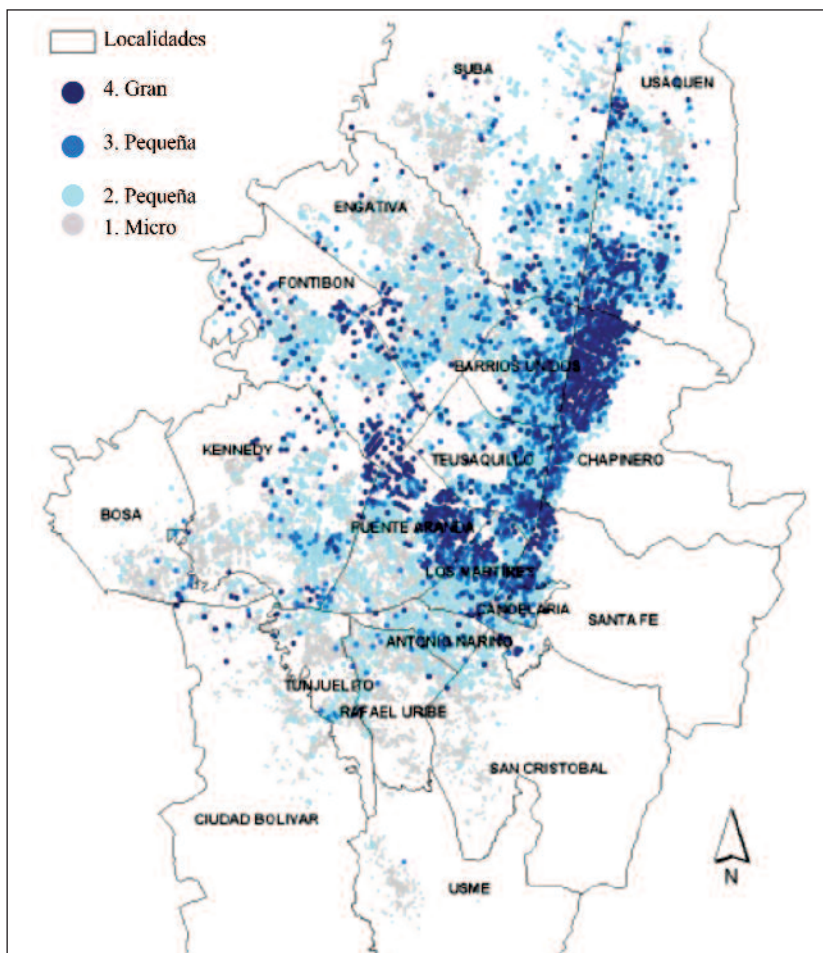 Localidades
4. Gran
3. Pequeña
2. Pequeña
1. Micro
SUBA
USAQUEN
ENGATIVA
FONTIBON
BARRIOS UNIDOS
KENNEDY
TEUSAQUILLO
CHAPINERO
BOSA
PUENTE ARANDA
LOS MARTIRES
CANDELARIA
SANTA FE
ANTONIO NARIÑO
TUNJUELITO
RAFAEL URIBE
SAN CRISTOBAL
CIUDAD BOLIVAR
USME
N